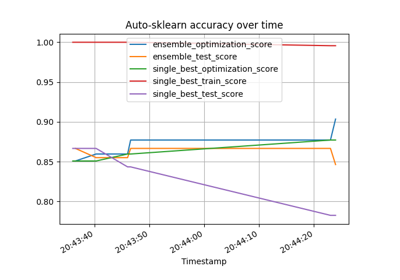 Auto-sklearn accuracy over time
1.00
0.95
0.90
0.85
0.80
ensemble_optimization_score
ensemble_test_score
single_best_optimization_score
single_best_train_score
single_best_test_score
20:43:40
20:43:50
20:44:00
20:44:10
20:44:20
Timestamp